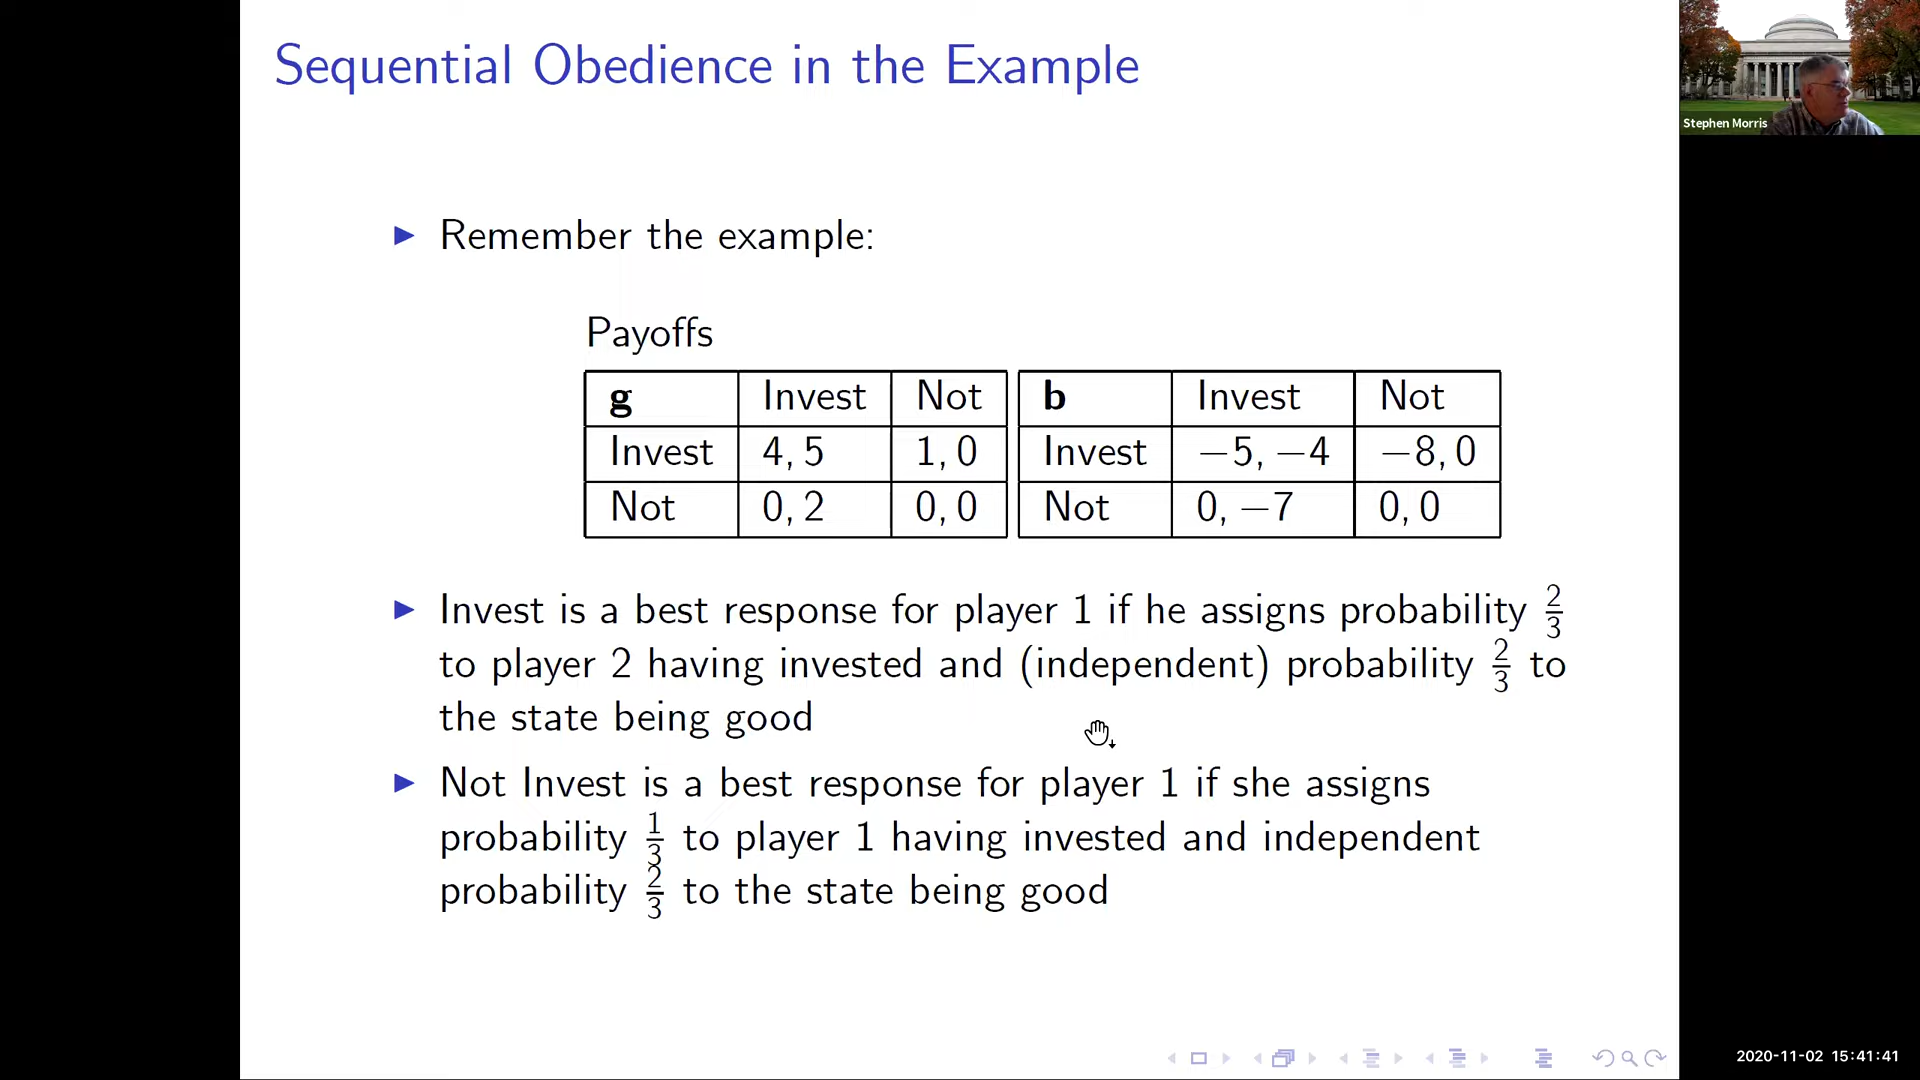 Sequential Obedience in the Example
Stephen Morris
▶ Remember the example:
Payoffs
g Invest Not b Invest Not
Invest 4, 5 1, 0 Invest −5, −4 −8, 0
Not 0, 2 0, 0 Not 0, −7 0, 0
▶ Invest is a best response for player 1 if he assigns probability 2/3
to player 2 having invested and (independent) probability 2/3 to
the state being good
▶ Not Invest is a best response for player 1 if she assigns
probability 1/3 to player 1 having invested and independent
probability 2/3 to the state being good
2020-11-02 15:41:41